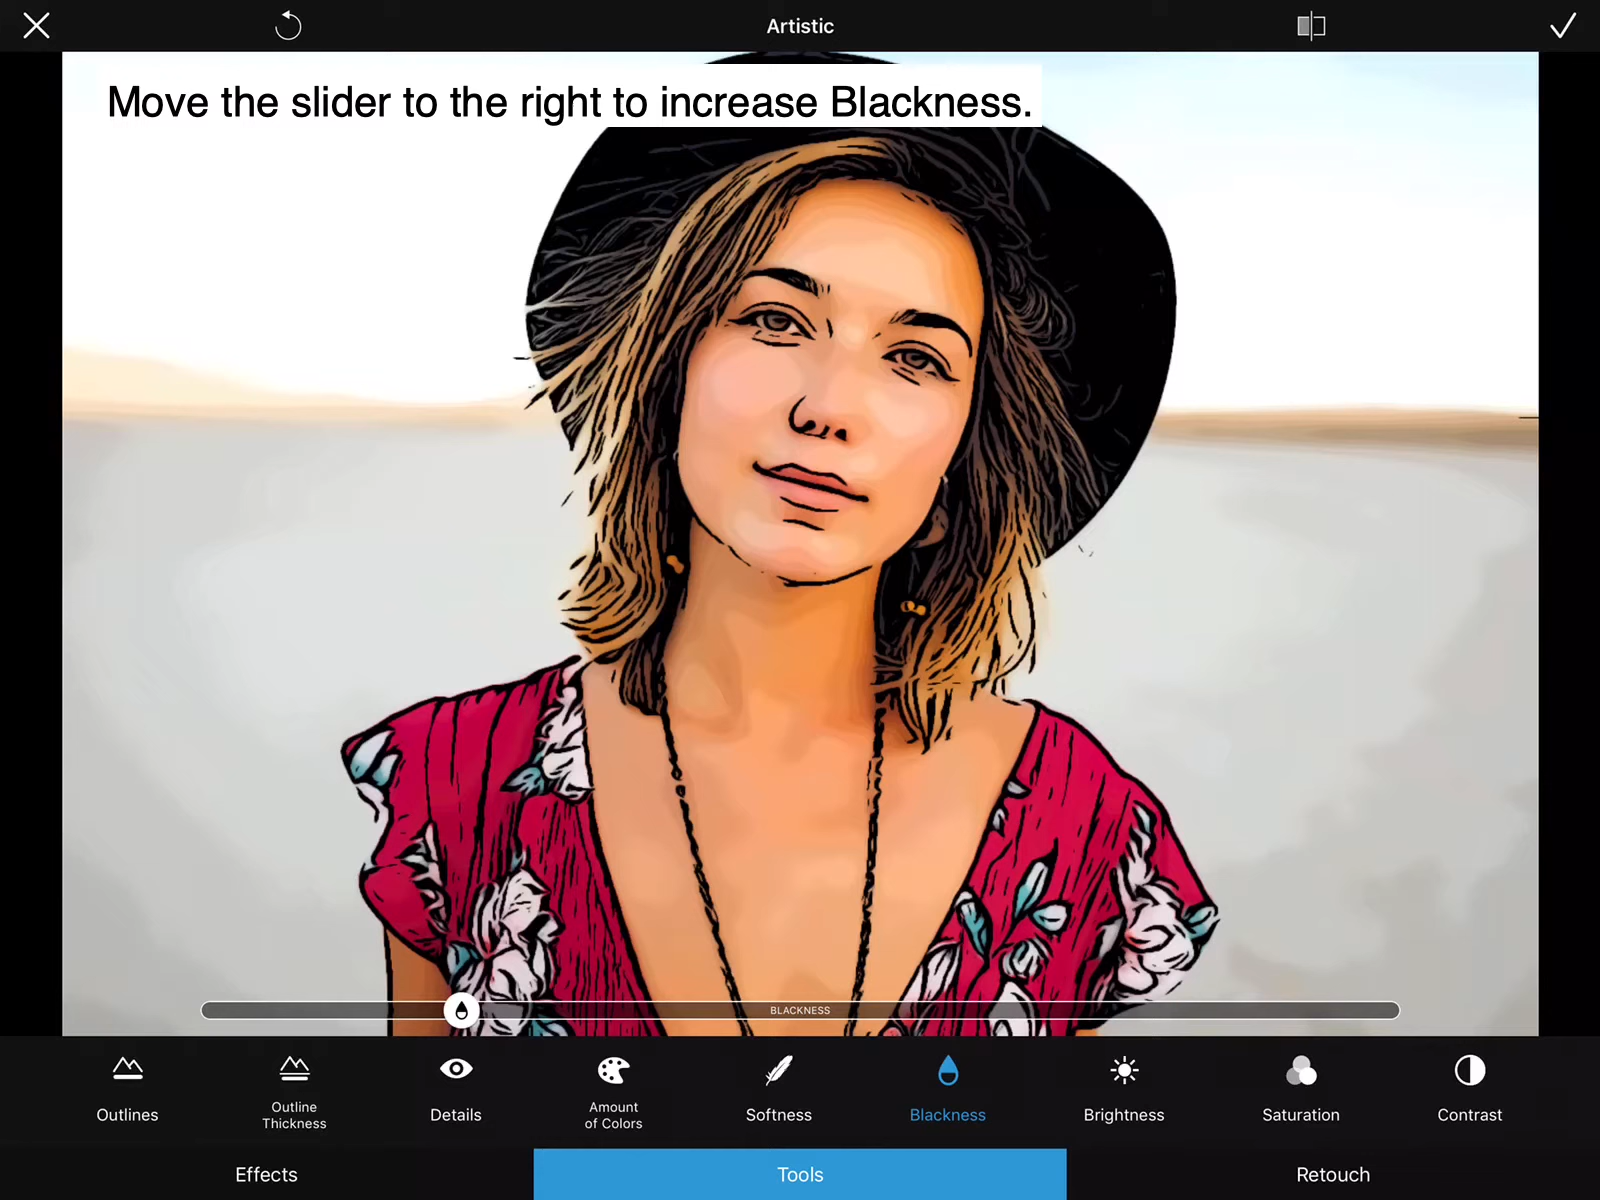 Artistic
Move the slider to the right to increase Blackness.
BLACKNESS
Outlines
Outline
Thickness
Details
Amount
of Colors
Softness
Blackness
Brightness
Saturation
Contrast
Effects
Tools
Retouch